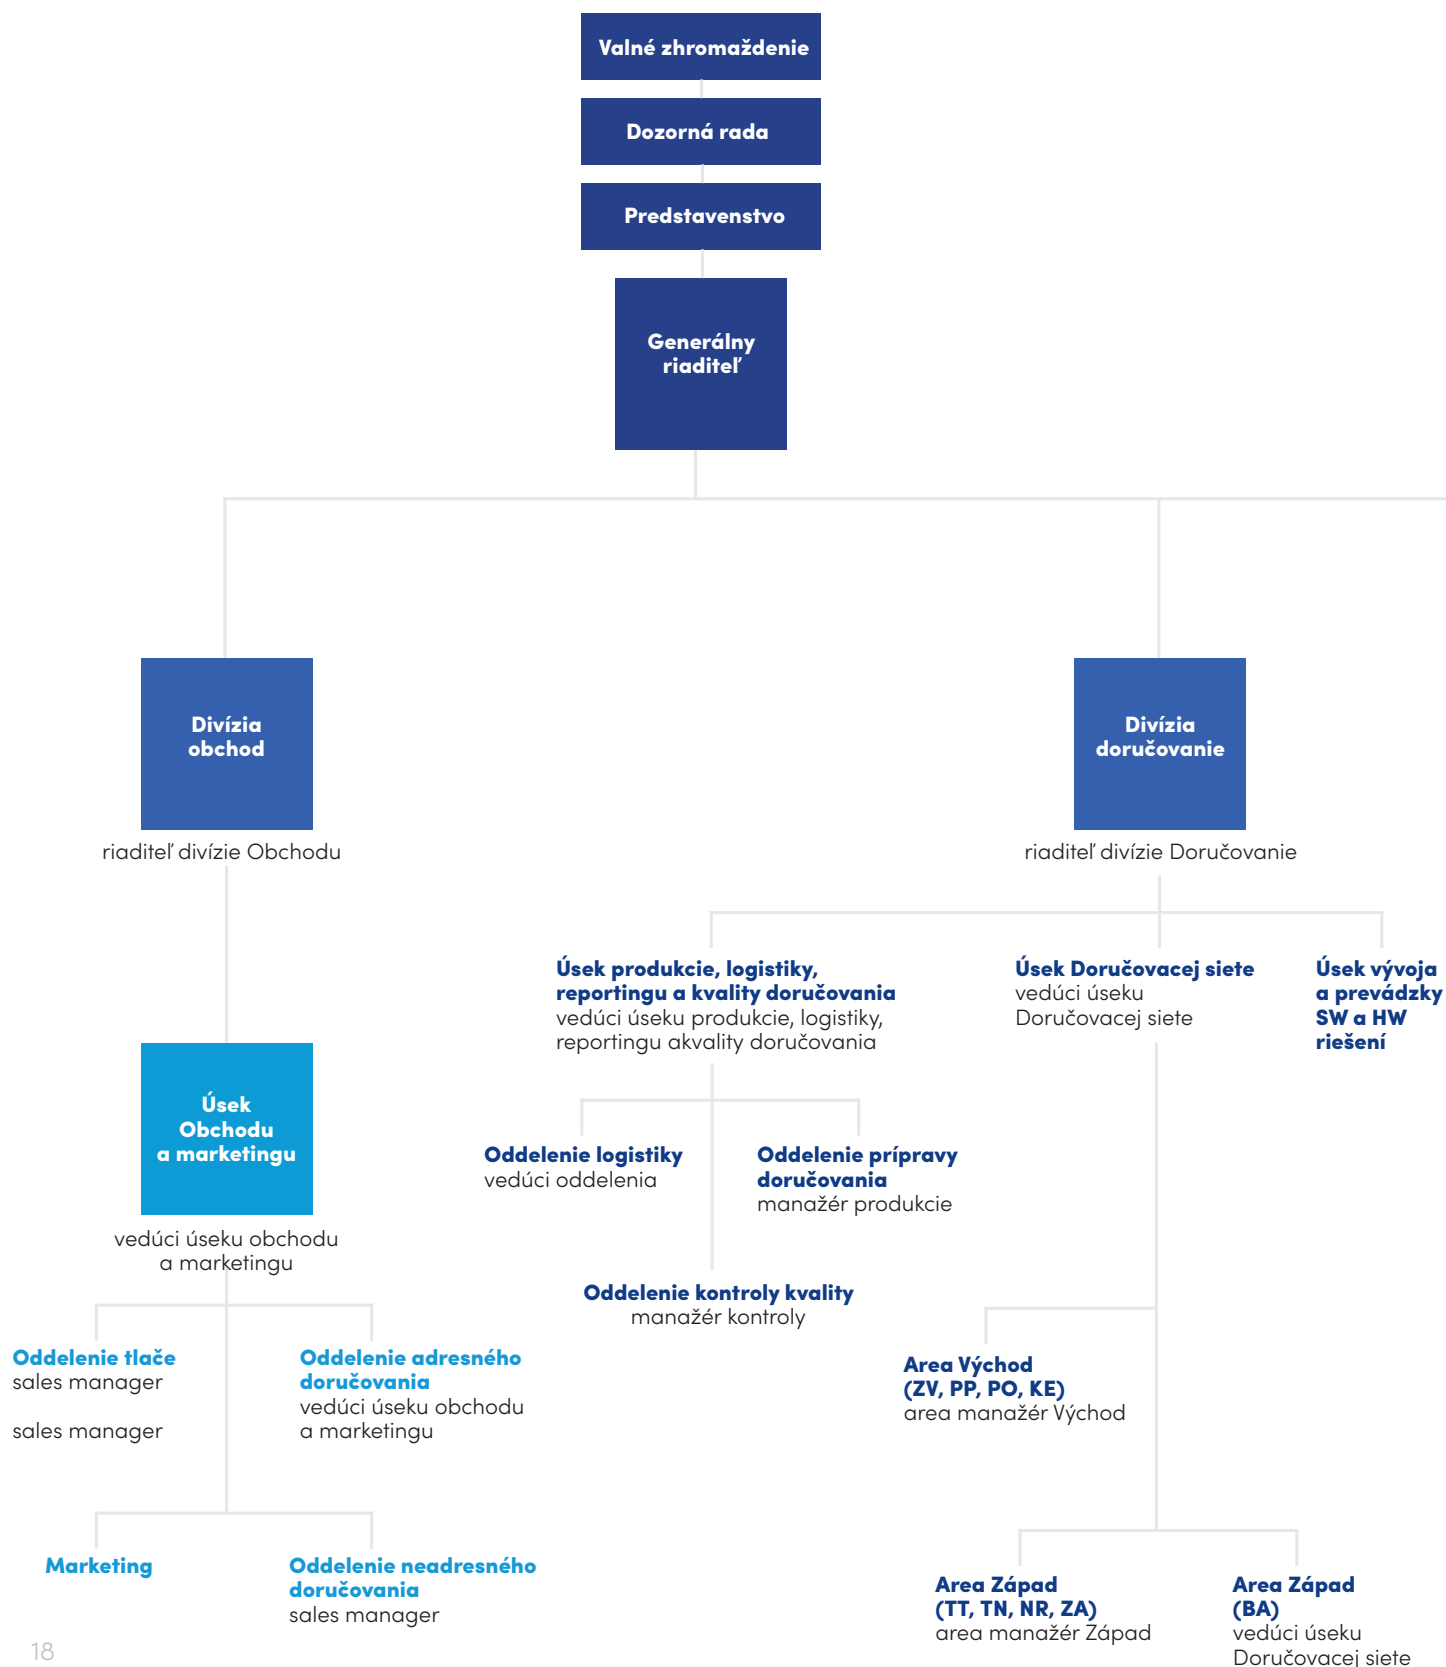 Valné zhromaždenie
Dozorná rada
Predstavenstvo
Generálny
riaditeľ
Divízia
obchod
riaditeľ divízie Obchodu
Divízia
doručovanie
riaditeľ divízie Doručovanie
Úsek produkcie, logistiky,
reportingu a kvality doručovania
vedúci úseku produkcie, logistiky,
reportingu akvality doručovania
Úsek Doručovacej siete
vedúci úseku
Doručovacej siete
Úsek vývoja
a prevádzky
SW a HW
riešení
Úsek
Obchodu
a marketingu
vedúci úseku obchodu
a marketingu
Oddelenie logistiky
vedúci oddelenia
Oddelenie prípravy
doručovania
manažér produkcie
Oddelenie kontroly kvality
manažér kontroly
Oddelenie tlače
sales manager
sales manager
Oddelenie adresného
doručovania
vedúci úseku obchodu
a marketingu
Area Východ
(ZV, PP, PO, KE)
area manažér Východ
Marketing
Oddelenie neadresného
doručovania
sales manager
Area Západ
(TT, TN, NR, ZA)
area manažér Západ
Area Západ
(BA)
vedúci úseku
Doručovacej siete
18